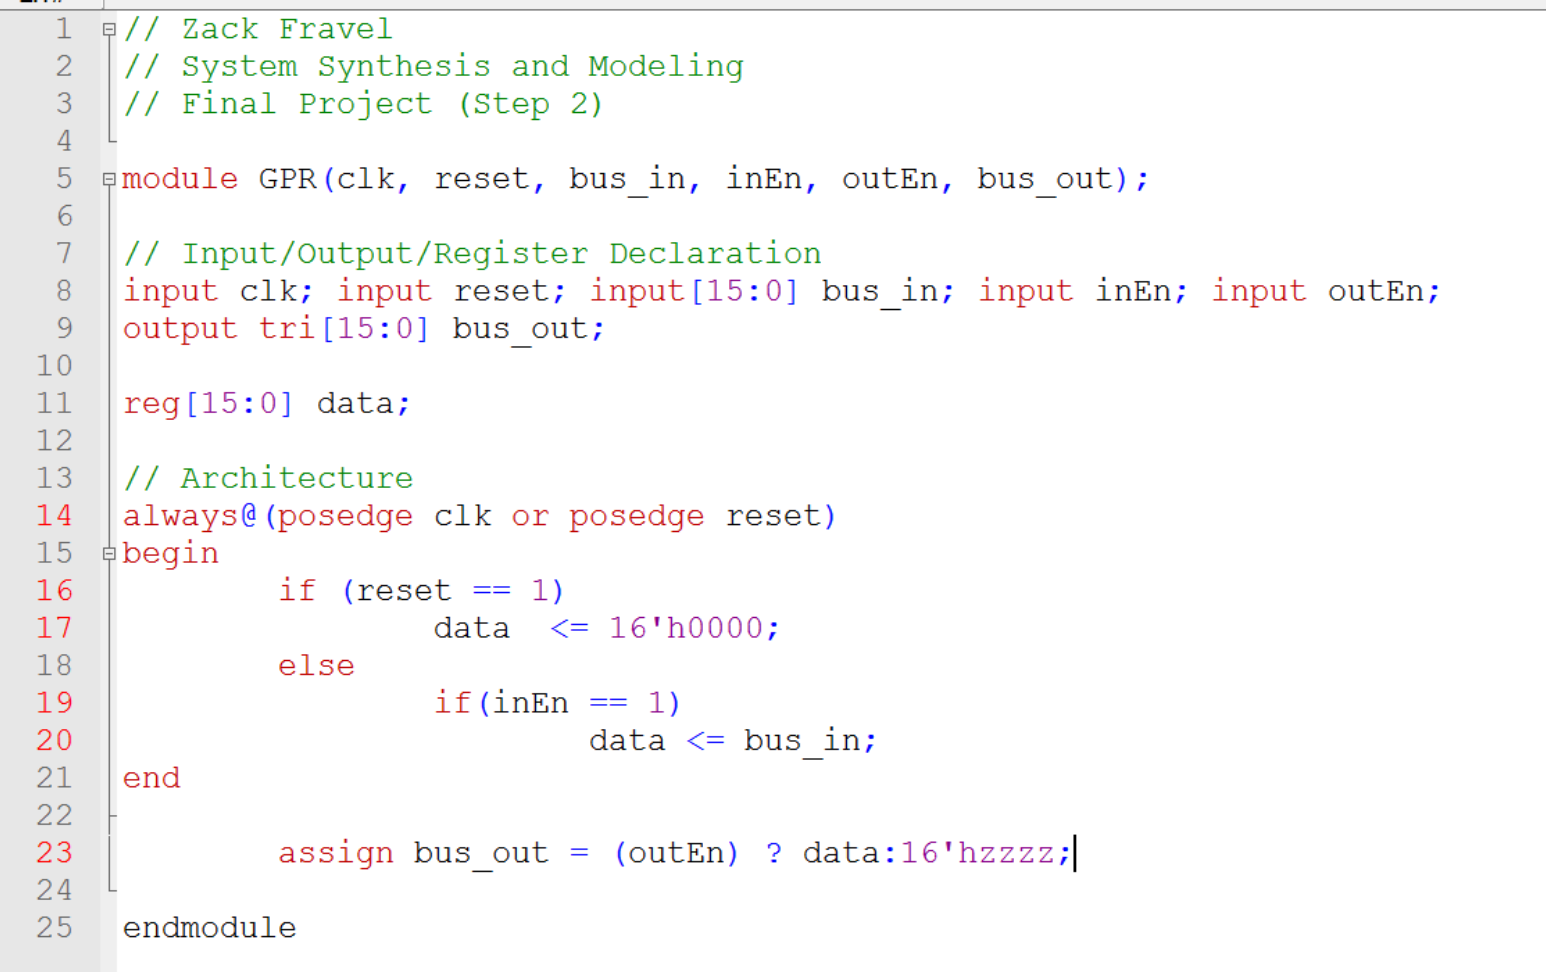 1 // Zack Fravel
2 // System Synthesis and Modeling
3 // Final Project (Step 2)
4
5 module GPR(clk, reset, bus_in, inEn, outEn, bus_out);
6
7 // Input/Output/Register Declaration
8 input clk; input reset; input[15:0] bus_in; input inEn; input outEn;
9 output tri[15:0] bus_out;
10
11 reg[15:0] data;
12
13 // Architecture
14 always@(posedge clk or posedge reset)
15 begin
16 if (reset == 1)
17 data  <= 16'h0000;
18 else
19 if(inEn == 1)
20 data <= bus_in;
21 end
22
23 assign bus_out = (outEn) ? data:16'hzzzz;
24
25 endmodule